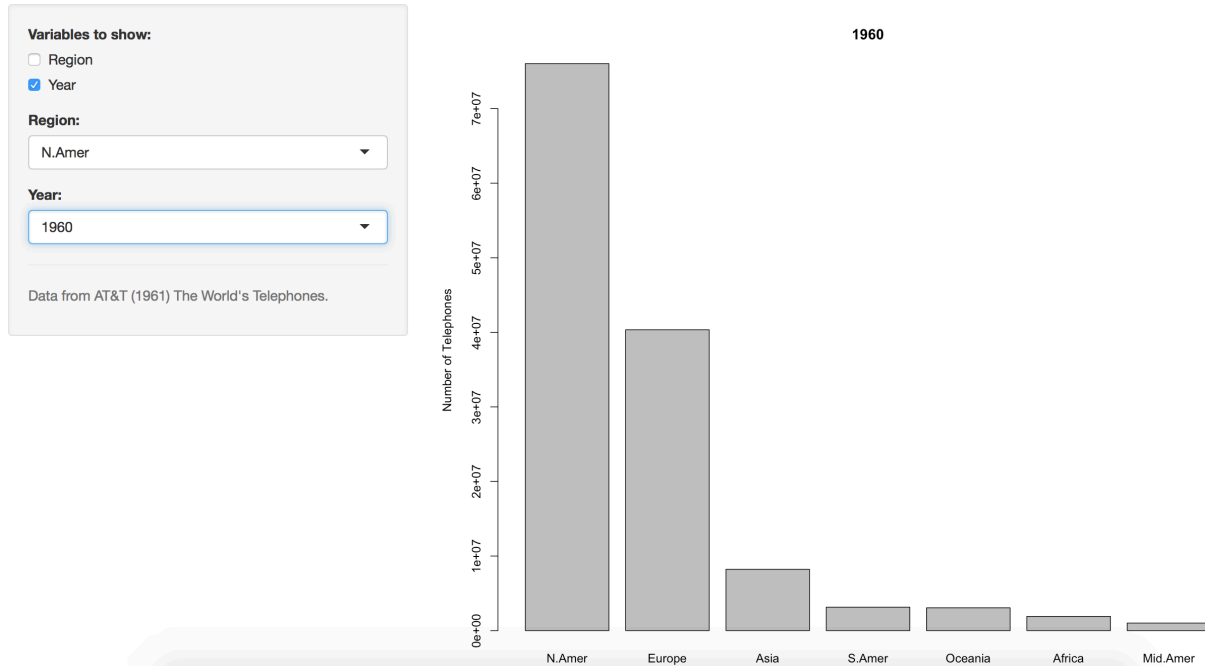 Variables to show:
Region
Year
Region:
N.Amer
Year:
1960
Data from AT&T (1961) The World's Telephones.
1960
Number of Telephones
7e+07
6e+07
5e+07
4e+07
3e+07
2e+07
1e+07
0e+00
N.Amer Europe Asia S.Amer Oceania Africa Mid.Amer